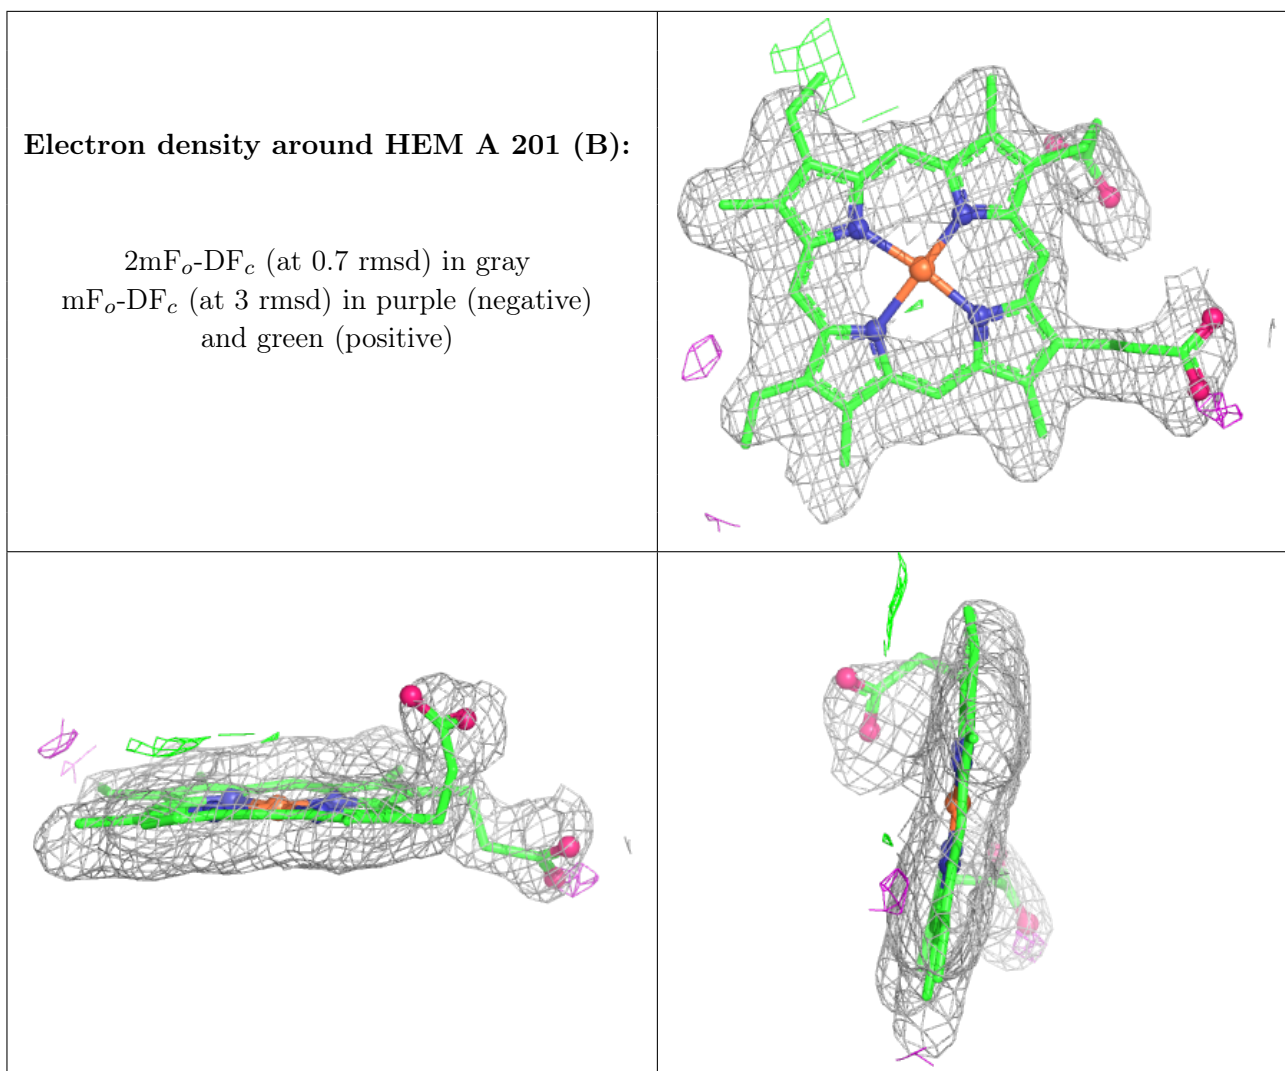 Electron density around HEM A 201 (B):
2mFo-DFc (at 0.7 rmsd) in gray
mFo-DFc (at 3 rmsd) in purple (negative)
and green (positive)